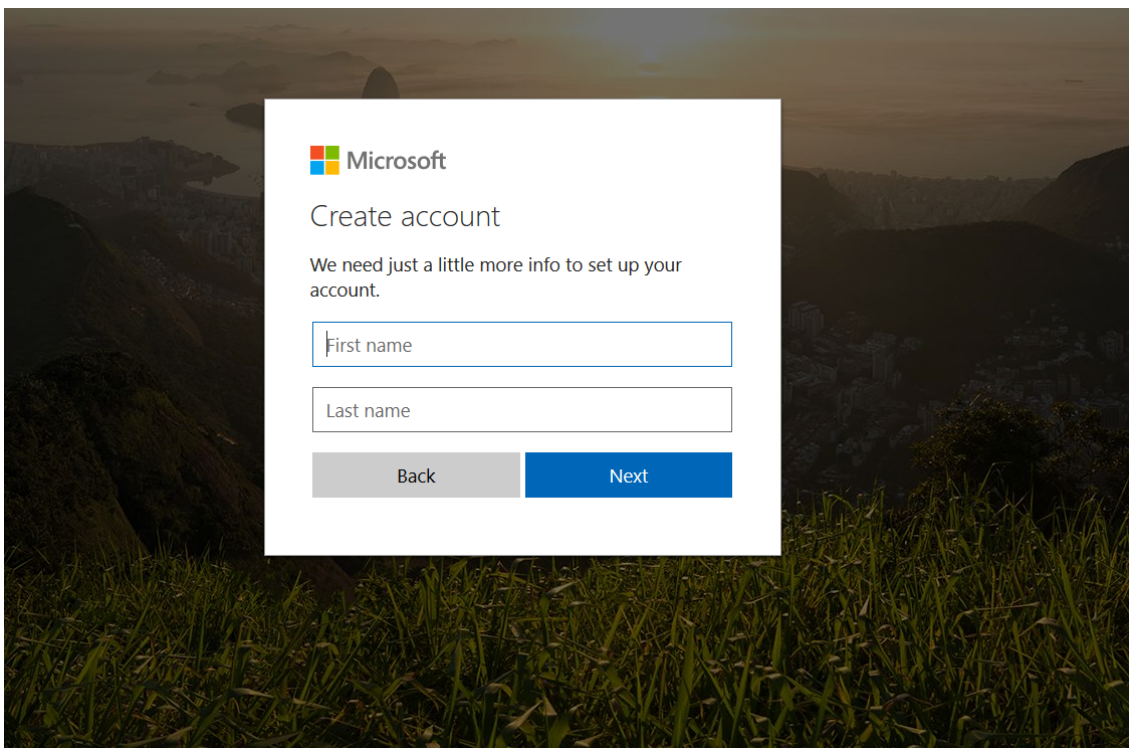 Microsoft
Create account
We need just a little more info to set up your
account.
First name
Last name
Back Next